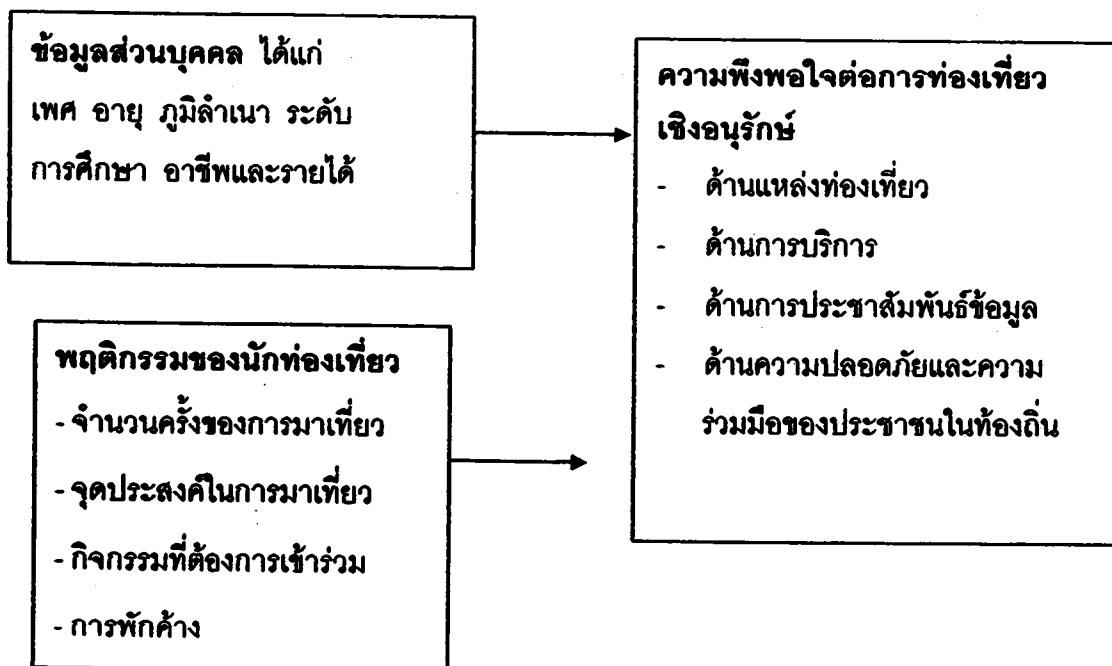 ข้อมูลส่วนบุคคล ได้แก่
เพศ อายุ ภูมิลำเนา ระดับ
การศึกษา อาชีพและรายได้
พฤติกรรมของนักท่องเที่ยว
- จำนวนครั้งของการมาเที่ยว
- จุดประสงค์ในการมาเที่ยว
- กิจกรรมที่ต้องการเข้าร่วม
- การพักค้าง
ความพึงพอใจต่อการท่องเที่ยว
เชิงอนุรักษ์
- ด้านแหล่งท่องเที่ยว
- ด้านการบริการ
- ด้านการประชาสัมพันธ์ข้อมูล
- ด้านความปลอดภัยและความ
ร่วมมือของประชาชนในท้องถิ่น